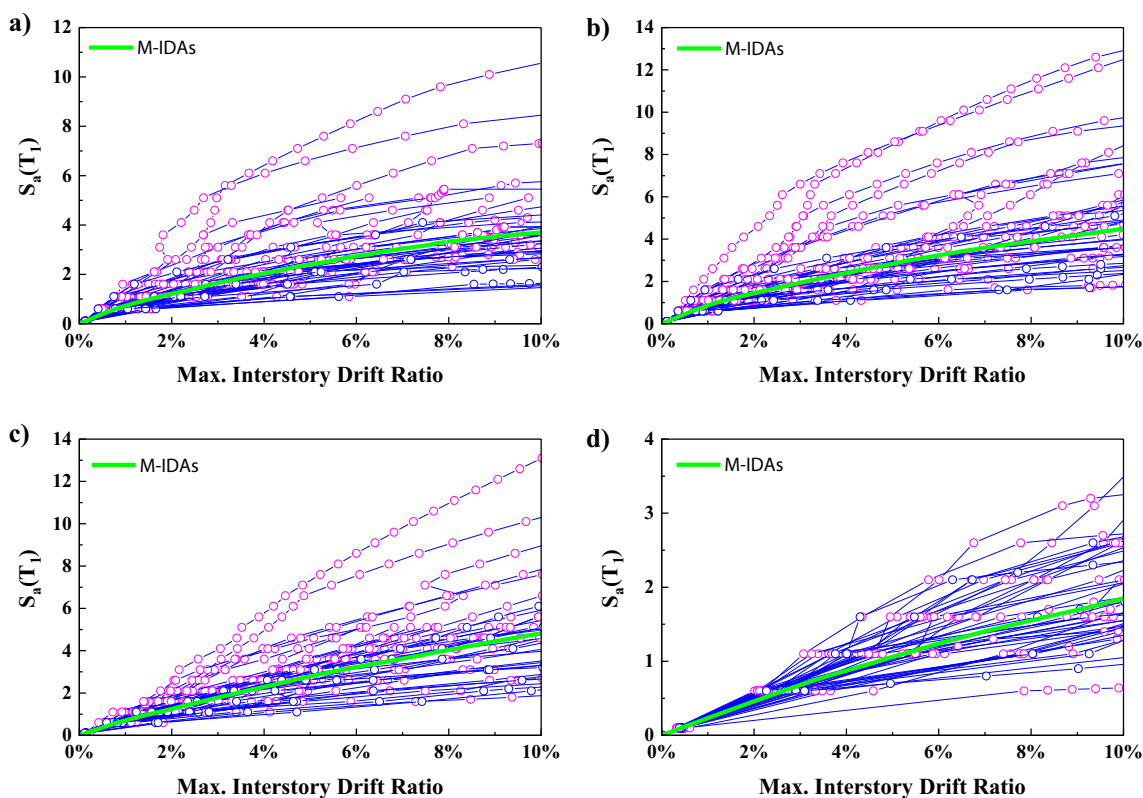 a)
M-IDAs
12
10
8
6
4
2
0
0% 2% 4% 6% 8% 10%
Sa(T1)
Max. Interstory Drift Ratio
b)
M-IDAs
14
12
10
8
6
4
2
0
0% 2% 4% 6% 8% 10%
Sa(T1)
Max. Interstory Drift Ratio
c)
M-IDAs
14
12
10
8
6
4
2
0
0% 2% 4% 6% 8% 10%
Sa(T1)
Max. Interstory Drift Ratio
d)
M-IDAs
4
3
2
1
0
0% 2% 4% 6% 8% 10%
Sa(T1)
Max. Interstory Drift Ratio